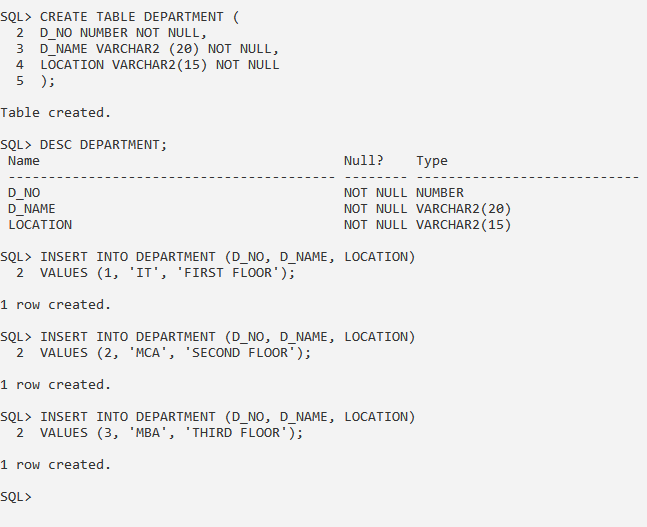 SQL> CREATE TABLE DEPARTMENT (
  2  D_NO NUMBER NOT NULL,
  3  D_NAME VARCHAR2 (20) NOT NULL,
  4  LOCATION VARCHAR2(15) NOT NULL
  5  );
Table created.
SQL> DESC DEPARTMENT;
 Name                                      Null?    Type
 ----------------------------------------- -------- ----------------------------
 D_NO                                      NOT NULL NUMBER
 D_NAME                                    NOT NULL VARCHAR2(20)
 LOCATION                                  NOT NULL VARCHAR2(15)
SQL> INSERT INTO DEPARTMENT (D_NO, D_NAME, LOCATION)
  2  VALUES (1, 'IT', 'FIRST FLOOR');
1 row created.
SQL> INSERT INTO DEPARTMENT (D_NO, D_NAME, LOCATION)
  2  VALUES (2, 'MCA', 'SECOND FLOOR');
1 row created.
SQL> INSERT INTO DEPARTMENT (D_NO, D_NAME, LOCATION)
  2  VALUES (3, 'MBA', 'THIRD FLOOR');
1 row created.
SQL>